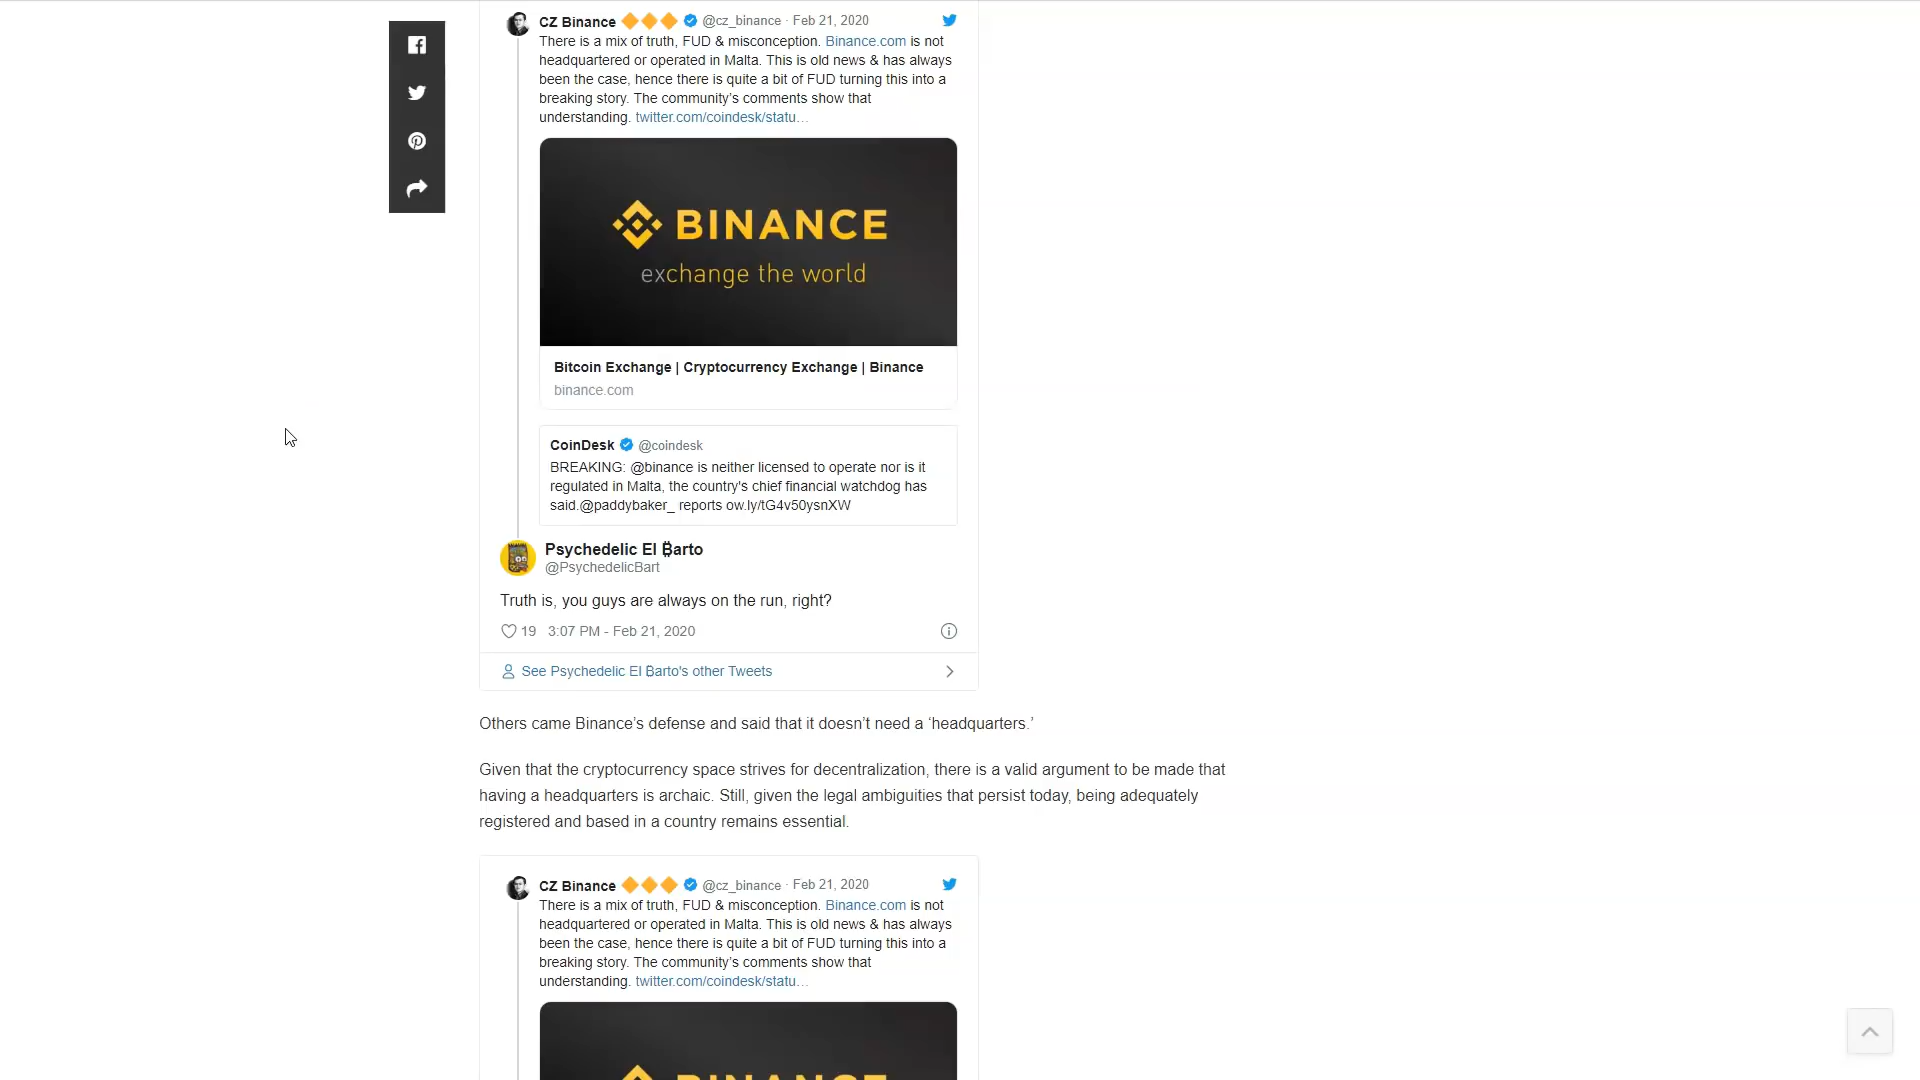 CZ Binance 🔶🔶🔶 @cz_binance · Feb 21, 2020
There is a mix of truth, FUD & misconception. Binance.com is not
headquartered or operated in Malta. This is old news & has always
been the case, hence there is quite a bit of FUD turning this into a
breaking story. The community’s comments show that
understanding. twitter.com/coindesk/statu…
BINANCE
exchange the world
Bitcoin Exchange | Cryptocurrency Exchange | Binance
binance.com
CoinDesk @coindesk
BREAKING: @binance is neither licensed to operate nor is it
regulated in Malta, the country's chief financial watchdog has
said.@paddybaker_ reports ow.ly/tG4v50ysnXW
Psychedelic El ₿arto
@PsychedelicBart
Truth is, you guys are always on the run, right?
19 3:07 PM - Feb 21, 2020
See Psychedelic El ₿arto's other Tweets
Others came Binance’s defense and said that it doesn’t need a ‘headquarters.’
Given that the cryptocurrency space strives for decentralization, there is a valid argument to be made that
having a headquarters is archaic. Still, given the legal ambiguities that persist today, being adequately
registered and based in a country remains essential.
CZ Binance 🔶🔶🔶 @cz_binance · Feb 21, 2020
There is a mix of truth, FUD & misconception. Binance.com is not
headquartered or operated in Malta. This is old news & has always
been the case, hence there is quite a bit of FUD turning this into a
breaking story. The community’s comments show that
understanding. twitter.com/coindesk/statu…
BINANCE